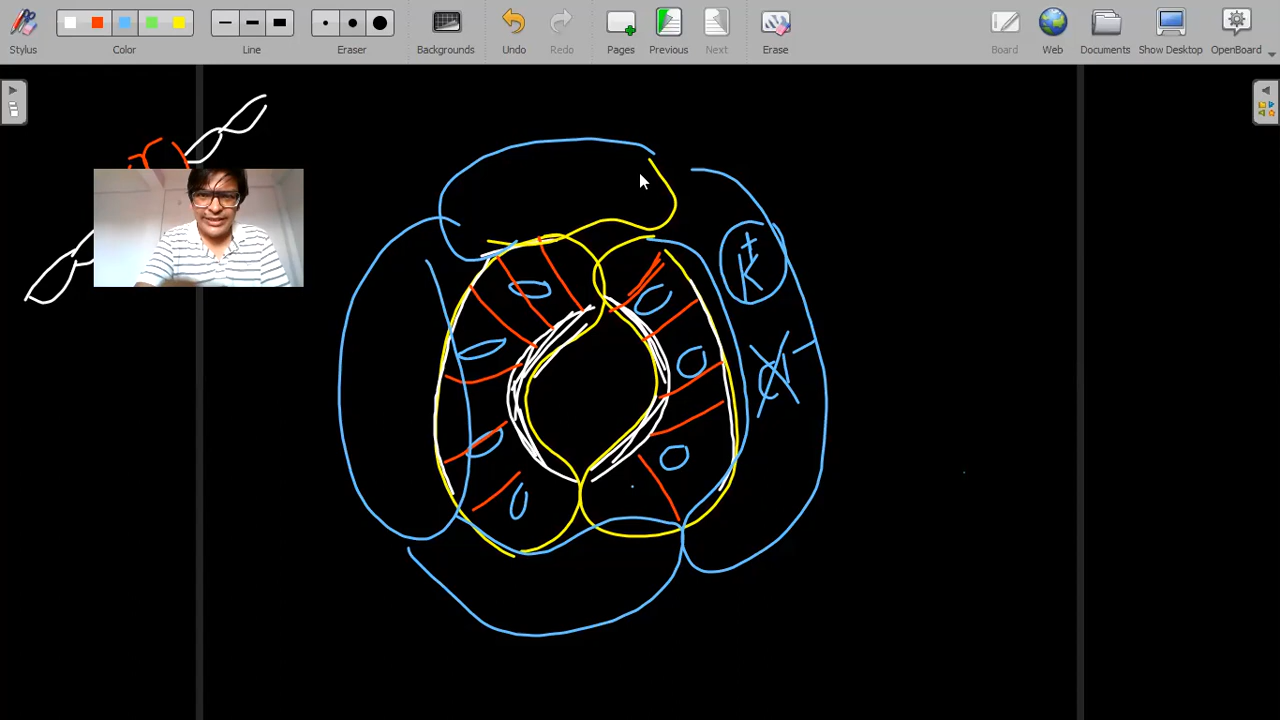 Stylus
Color
Line
Eraser
Backgrounds
Undo
Redo
Pages
Previous
Next
Erase
Board
Web
Documents
Show Desktop
OpenBoard
K+